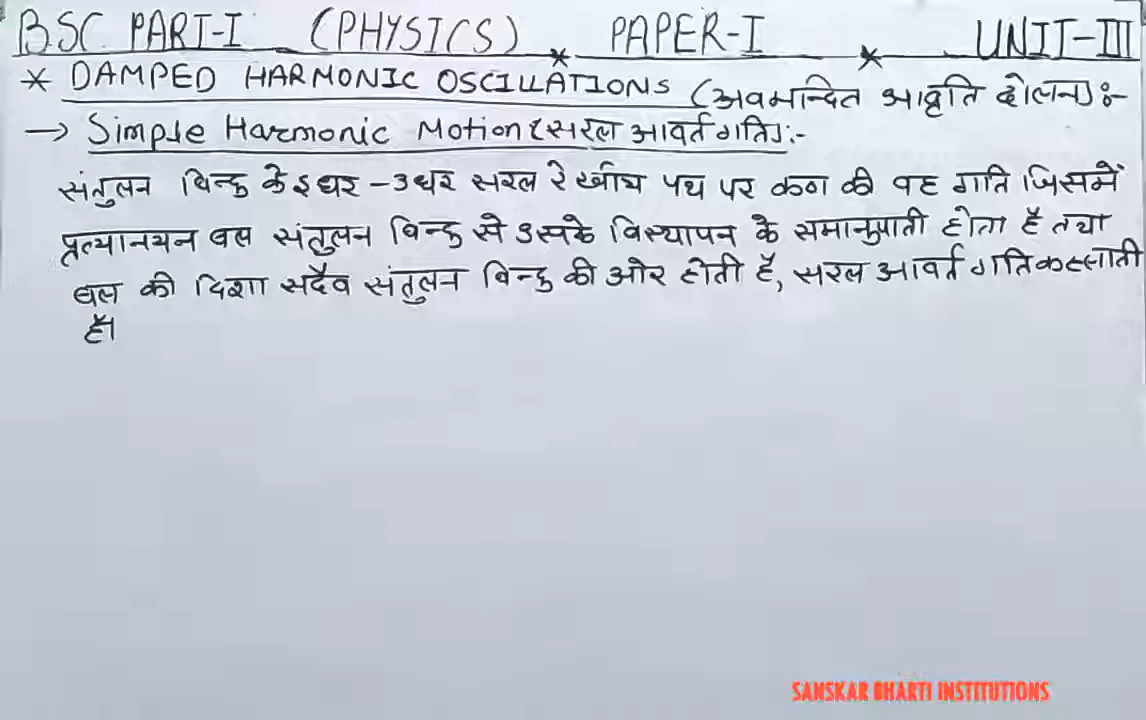 BSC PART-I (PHYSICS) * PAPER-I * UNIT-III
* DAMPED HARMONIC OSCILLATIONS (अवमन्दित आवृति दोलन):-
→ Simple Harmonic Motion (सरल आवर्त गति):-
संतुलन बिन्दु के इधर-उधर सरल रेखीय पथ पर कण की वह गति जिसमें
प्रत्यानयन बल संतुलन बिन्दु से उसके विस्थापन के समानुपाती होता है तथा
बल की दिशा सदैव संतुलन बिन्दु की ओर होती है, सरल आवर्त गति कहलाती
है।
SANSKAR BHARTI INSTITUTIONS